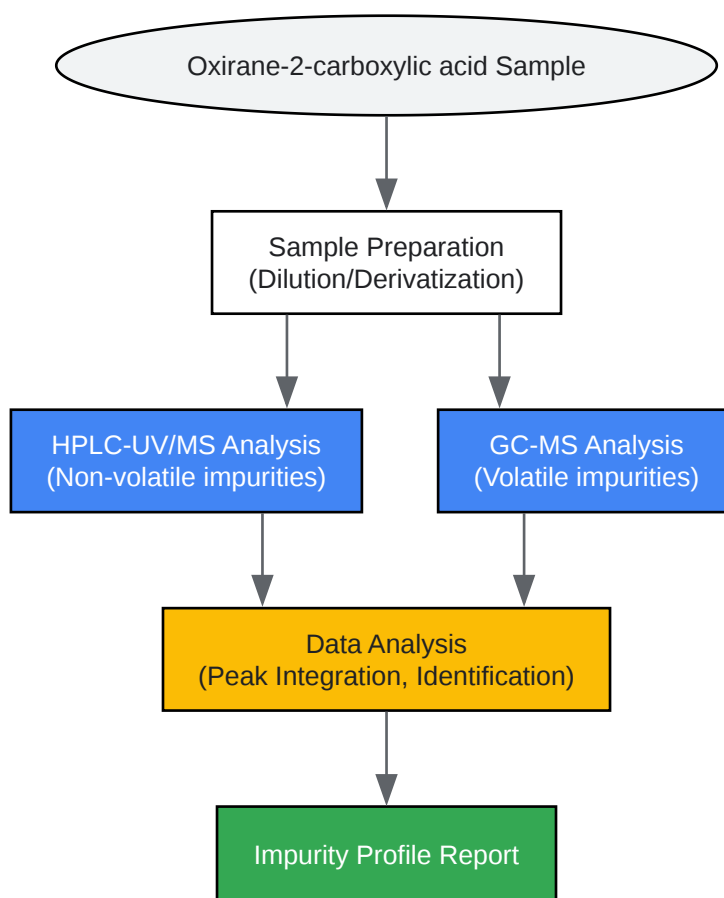 Oxirane-2-carboxylic acid Sample
Sample Preparation
(Dilution/Derivatization)
HPLC-UV/MS Analysis
(Non-volatile impurities)
GC-MS Analysis
(Volatile impurities)
Data Analysis
(Peak Integration, Identification)
Impurity Profile Report